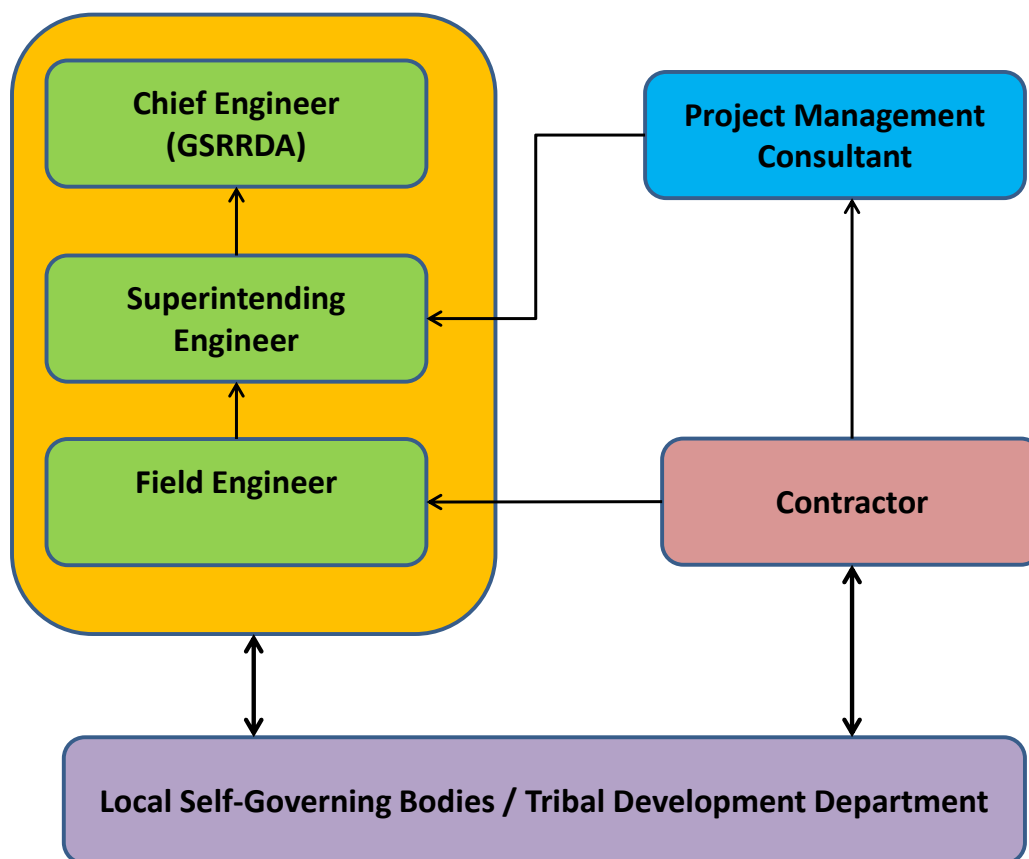 Chief Engineer
(GSRRDA)
Project Management
Consultant
Superintending
Engineer
Field Engineer
Contractor
Local Self-Governing Bodies / Tribal Development Department